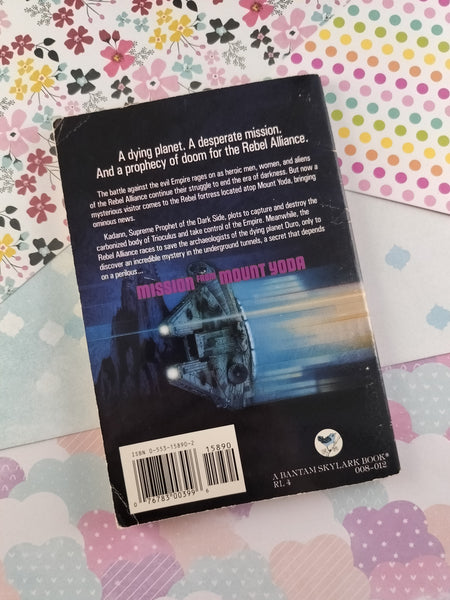 A dying planet. A desperate mission.
And a prophecy of doom for the Rebel Alliance.
The battle against the evil Empire rages on as heroic men, women, and aliens
of the Rebel Alliance continue their struggle to end the era of darkness. But now a
mysterious visitor comes to the Rebel fortress located atop Mount Yoda, bringing
ominous news.
Kadann, Supreme Prophet of the Dark Side, plots to capture and destroy the
carbonized body of Trioculus and take control of the Empire. Meanwhile, the
Rebel Alliance races to save the archaeologists of the dying planet Duro, only to
discover an incredible mystery in the underground tunnels, a secret that depends
on a perilous...
MISSION FROM MOUNT YODA
ISBN 0-553-15890-2
15890
0 76783 00399 6
A BANTAM SKYLARK BOOK®
RL 4 008–012